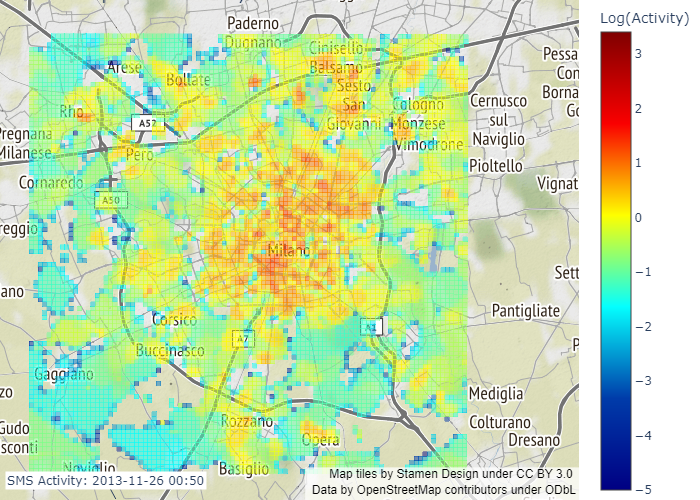 Log(Activity)
3
2
1
0
−1
−2
−3
−4
−5
Paderno
Dugnano
Cinisello
Balsamo
Arese
Bollate
Sesto
San
Giovanni
Rho
A52
Pero
Cologno
Monzese
Vimodrone
Cernusco
sul
Naviglio
Pioltello
Pessa
Con
Borna
Go
Pregnana
Milanese
Cornaredo
A50
Vignat
reggio
Milano
Sett
ano
Pantigliate
Corsico
A7
A1
Buccinasco
P
Gaggiano
zo
Mediglia
Rozzano
Opera
Colturano
Dresano
Gudo
sconti
Noviglio
Basiglio
SMS Activity: 2013-11-26 00:50
Map tiles by Stamen Design under CC BY 3.0
Data by OpenStreetMap contributors under ODbL